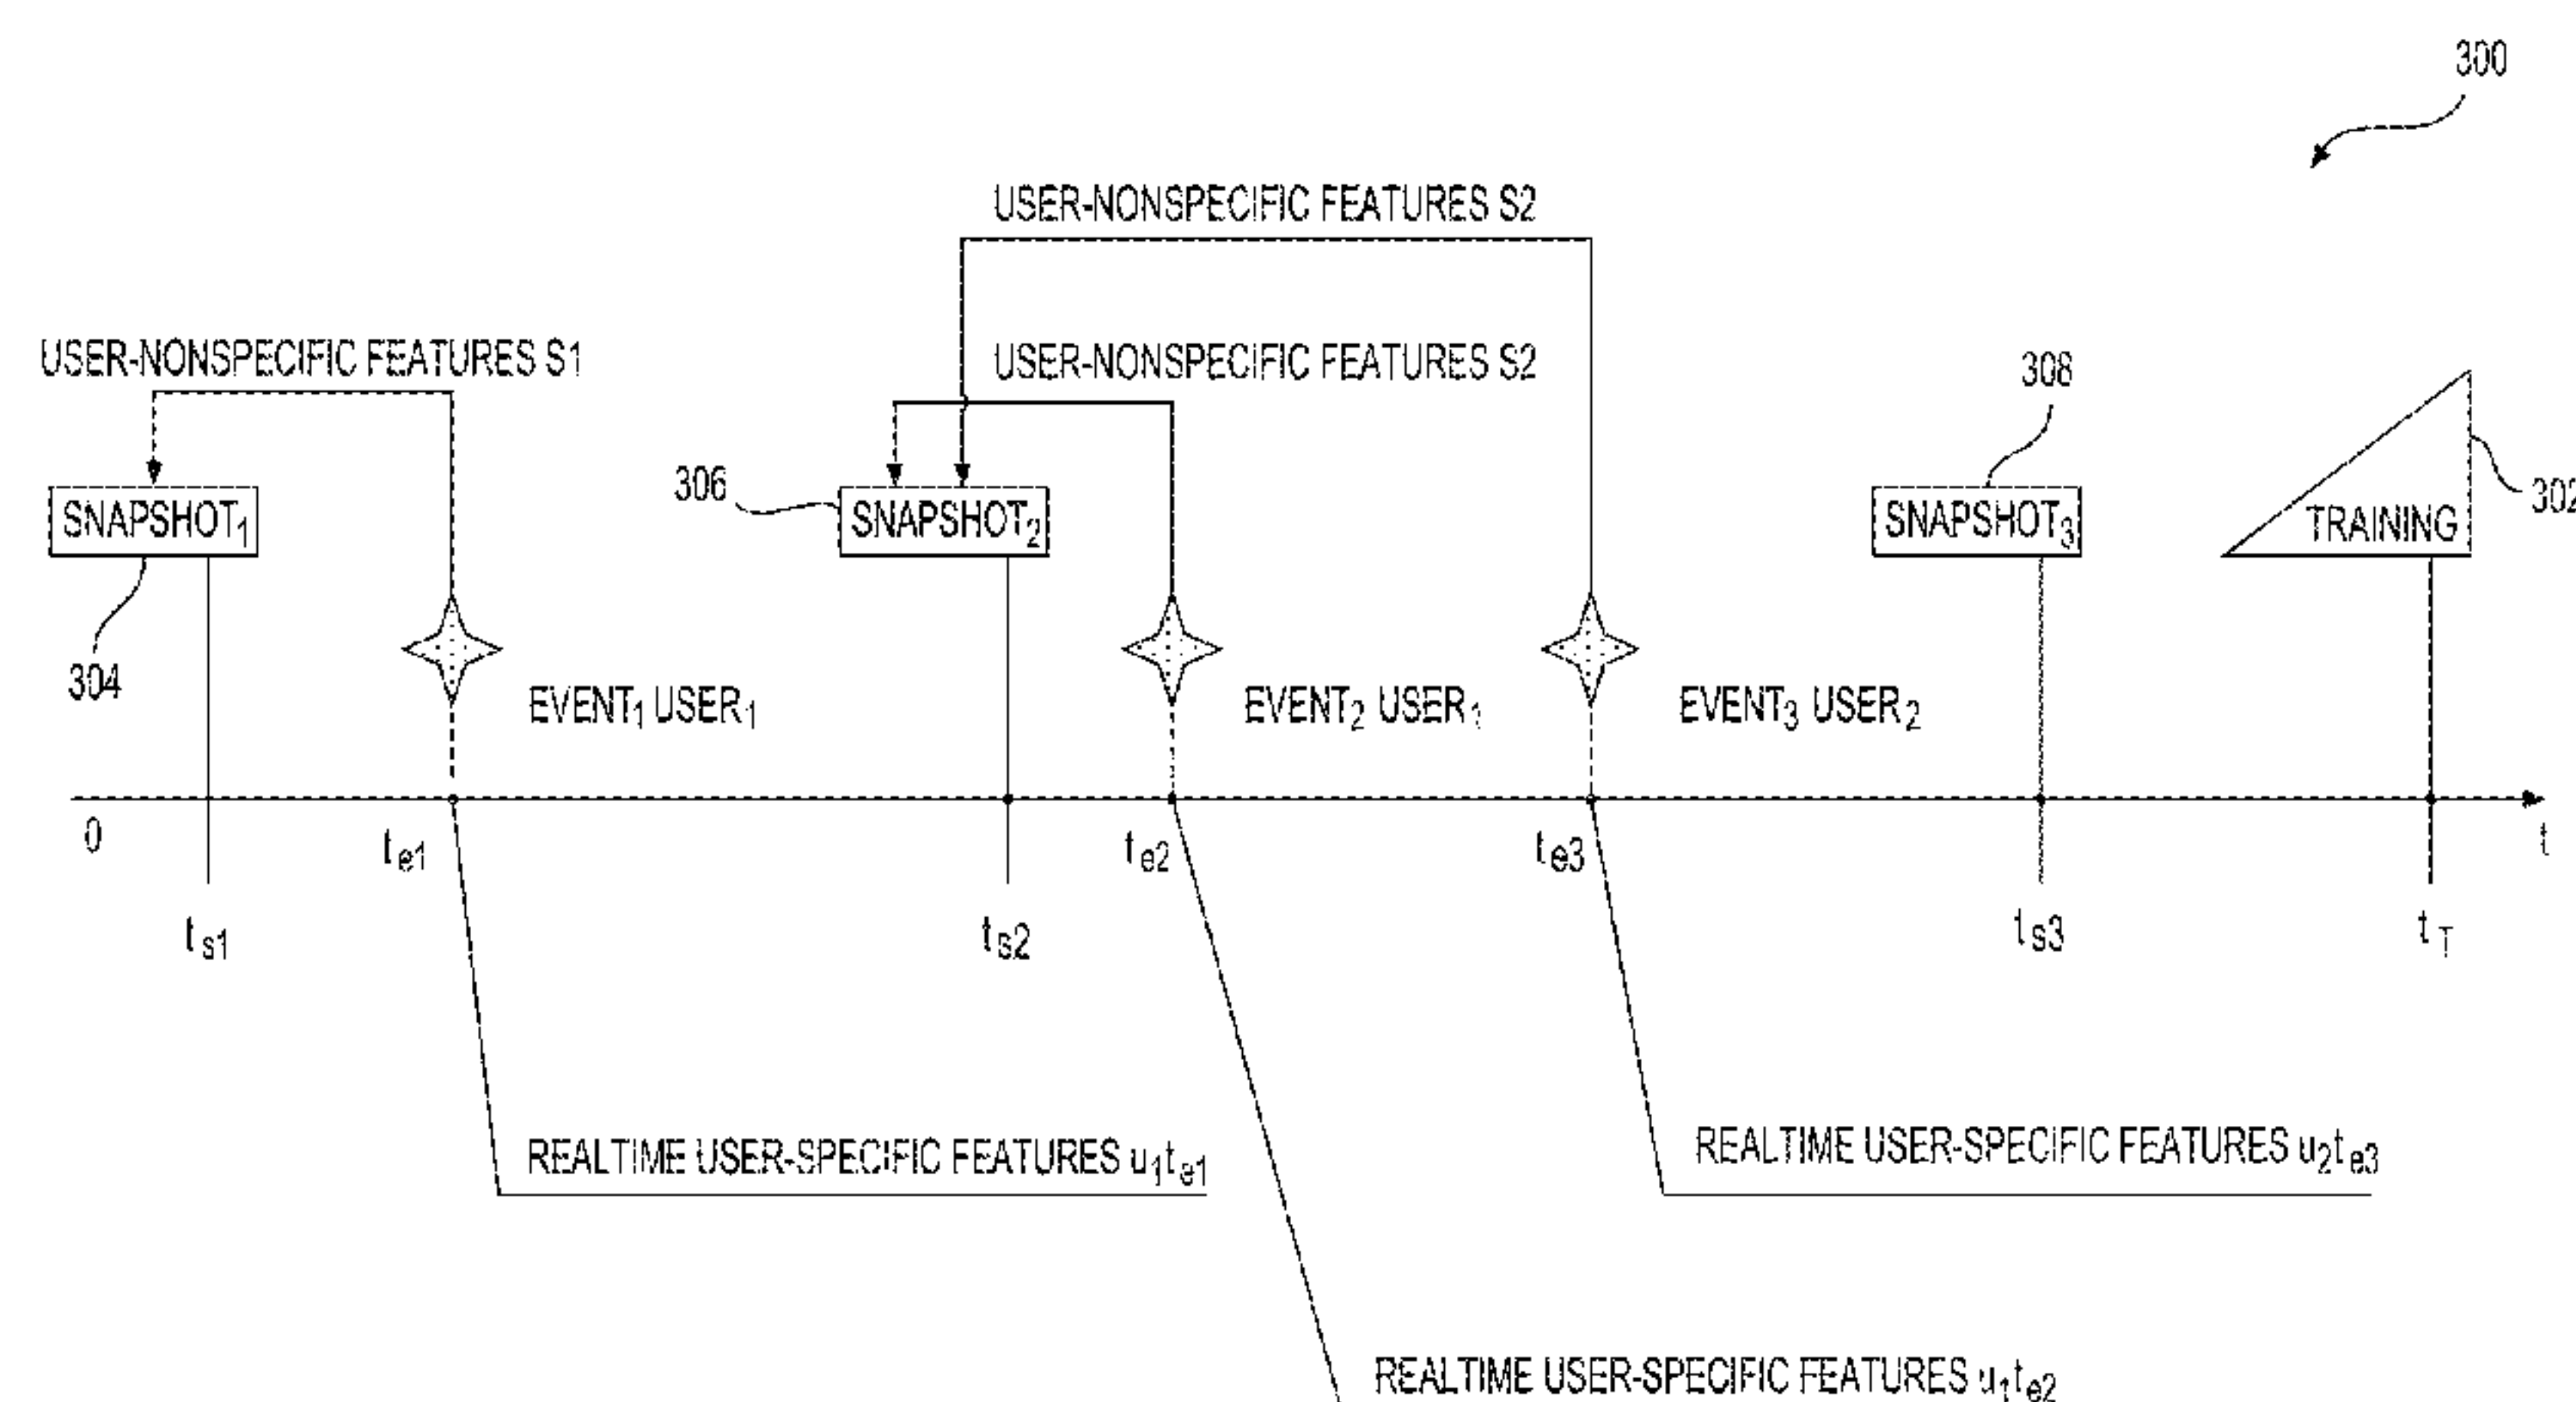 300
USER-NONSPECIFIC FEATURES S2
USER-NONSPECIFIC FEATURES S1
USER-NONSPECIFIC FEATURES S2
308
306
302
SNAPSHOT₁
SNAPSHOT₂
SNAPSHOT₃
TRAINING
304
EVENT₁ USER₁
EVENT₂ USER₁
EVENT₃ USER₂
0
tₑ₁
tₑ₂
tₑ₃
t
tₛ₁
tₛ₂
tₛ₃
t_T
REALTIME USER-SPECIFIC FEATURES u₁tₑ₁
REALTIME USER-SPECIFIC FEATURES u₂tₑ₃
REALTIME USER-SPECIFIC FEATURES u₁tₑ₂